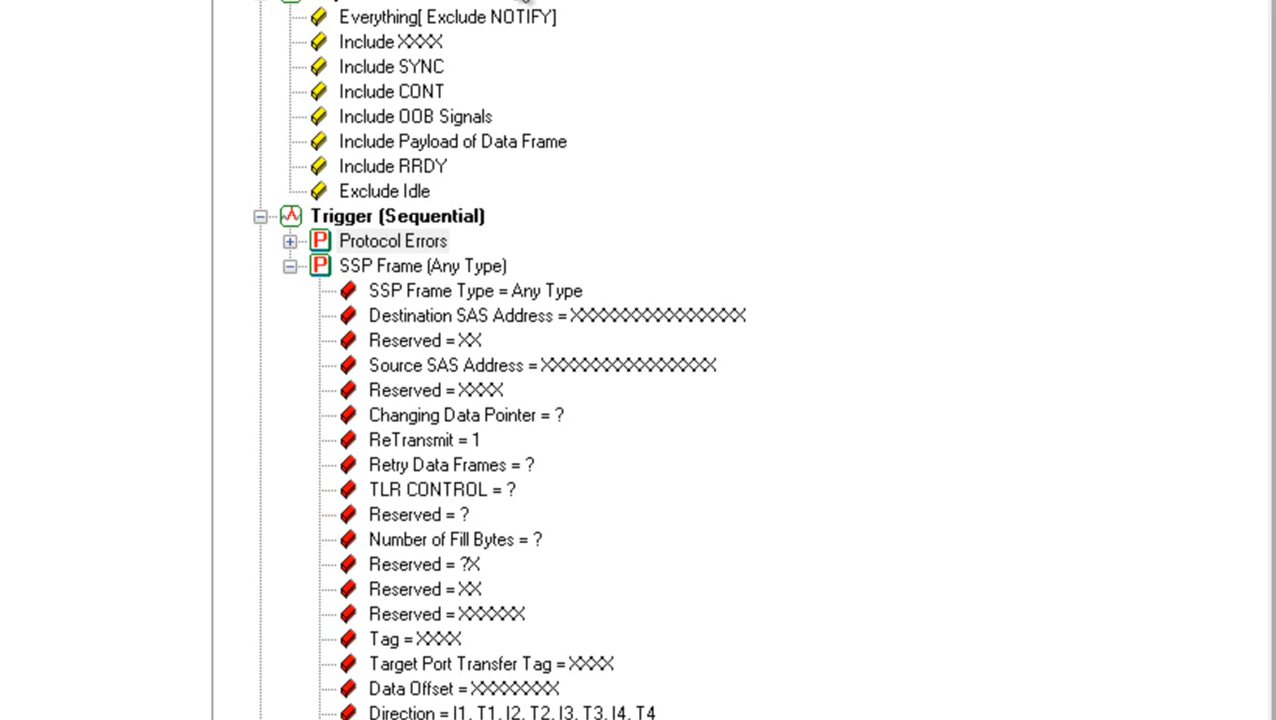 Everything[ Exclude NOTIFY]
Include XXXX
Include SYNC
Include CONT
Include OOB Signals
Include Payload of Data Frame
Include RRDY
Exclude Idle
Trigger (Sequential)
Protocol Errors
SSP Frame (Any Type)
SSP Frame Type = Any Type
Destination SAS Address = XXXXXXXXXXXXXXXX
Reserved = XX
Source SAS Address = XXXXXXXXXXXXXXXX
Reserved = XXXX
Changing Data Pointer = ?
ReTransmit = 1
Retry Data Frames = ?
TLR CONTROL = ?
Reserved = ?
Number of Fill Bytes = ?
Reserved = ?X
Reserved = XX
Reserved = XXXXXX
Tag = XXXX
Target Port Transfer Tag = XXXX
Data Offset = XXXXXXXX
Direction = I1, T1, I2, T2, I3, T3, I4, T4